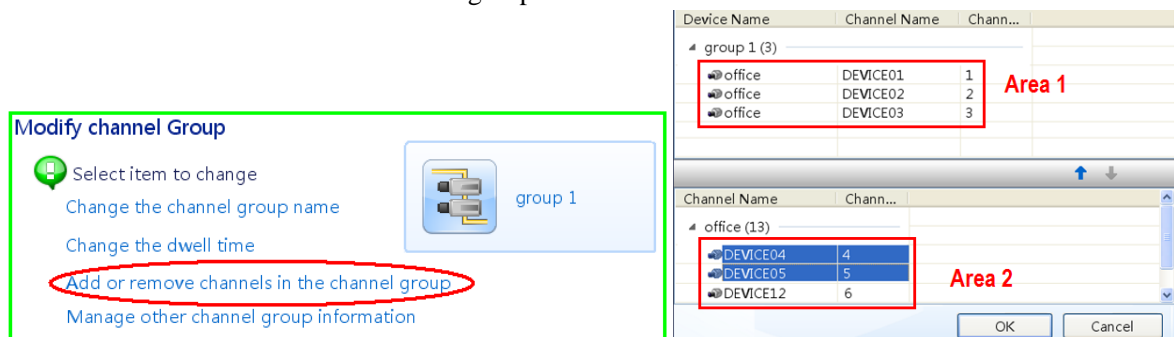 Modify channel Group
Select item to change
Change the channel group name
Change the dwell time
Add or remove channels in the channel group
Manage other channel group information
group 1
Device Name Channel Name Chann...
group 1 (3)
office DEVICE01 1
office DEVICE02 2
office DEVICE03 3
Area 1
Channel Name Chann...
office (13)
DEVICE04 4
DEVICE05 5
DEVICE12 6
Area 2
OK Cancel